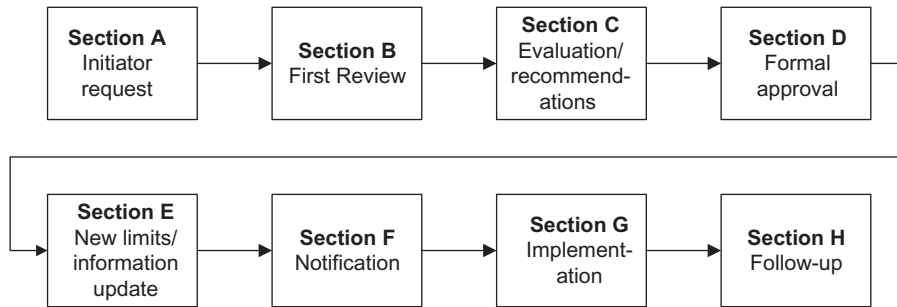 Section A
Initiator
request
Section B
First Review
Section C
Evaluation/
recommend-
ations
Section D
Formal
approval
Section E
New limits/
information
update
Section F
Notification
Section G
Implement-
ation
Section H
Follow-up